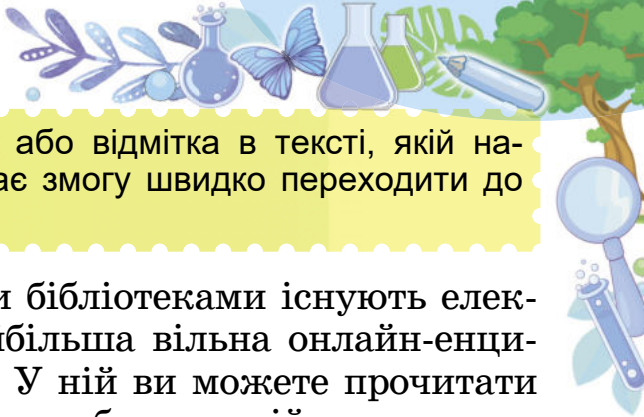 або відмітка в тексті, якій на-
ає змогу швидко переходити до
и бібліотеками існують елек-
йбільша вільна онлайн-енци-
У ній ви можете прочитати